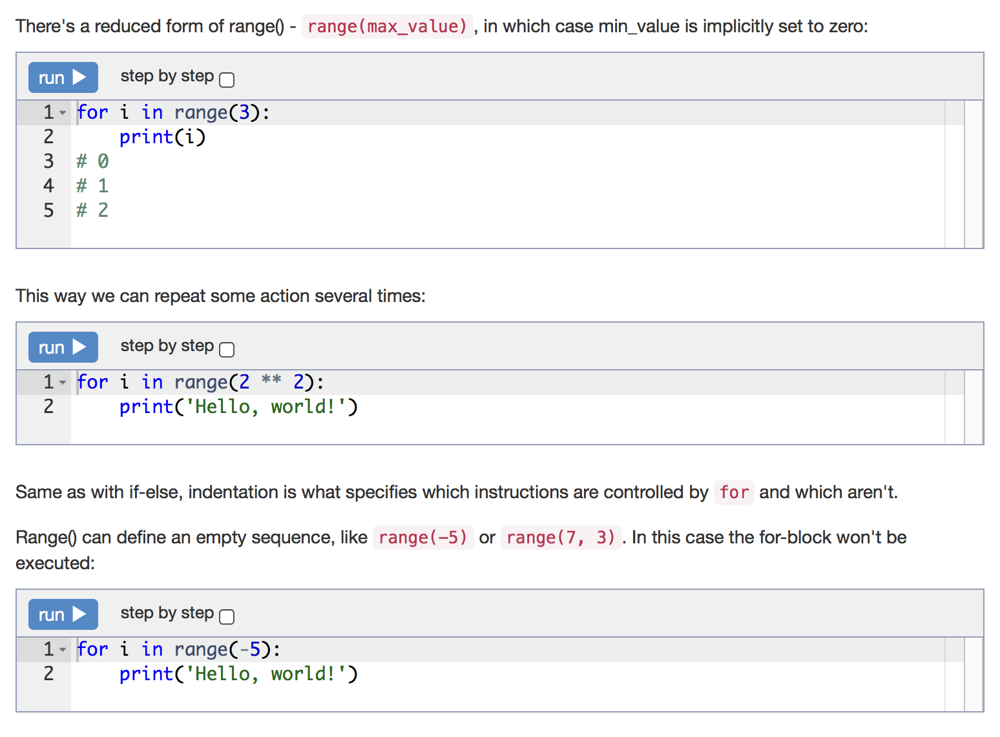 There's a reduced form of range() - range(max_value) , in which case min_value is implicitly set to zero:
run step by step
1 for i in range(3):
2     print(i)
3 # 0
4 # 1
5 # 2
This way we can repeat some action several times:
run step by step
1 for i in range(2 ** 2):
2     print('Hello, world!')
Same as with if-else, indentation is what specifies which instructions are controlled by for and which aren't.
Range() can define an empty sequence, like range(-5) or range(7, 3) . In this case the for-block won't be
executed:
run step by step
1 for i in range(-5):
2     print('Hello, world!')